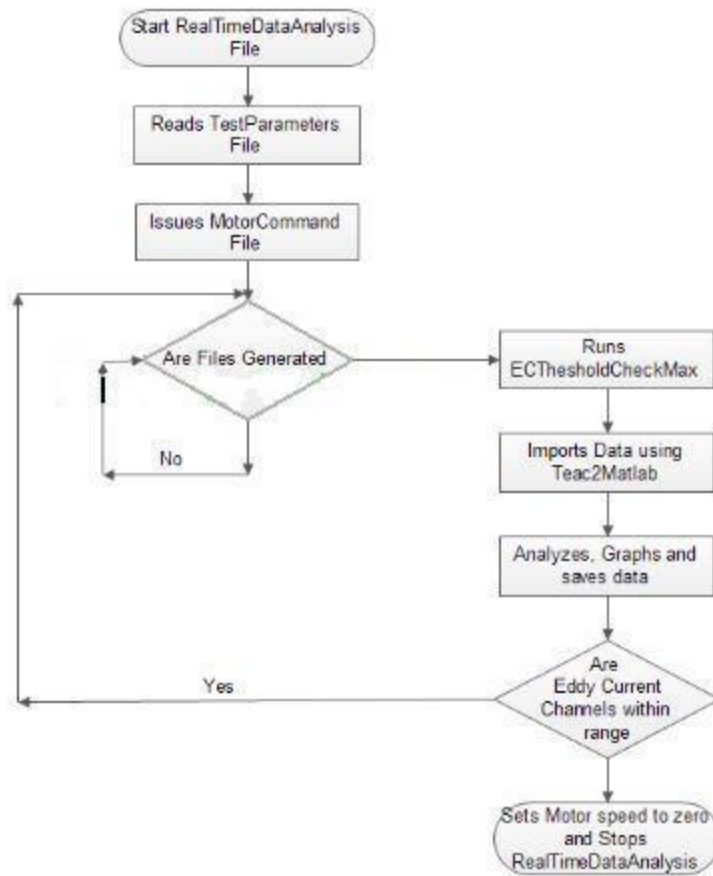 Start RealTimeDataAnalysis
File
Reads TestParameters
File
Issues MotorCommand
File
Are Files Generated
No
Runs
ECThesholdCheckMax
Imports Data using
Teac2Matlab
Analyzes, Graphs and
saves data
Are
Eddy Current
Channels within
range
Yes
Sets Motor speed to zero
and Stops
RealTimeDataAnalysis